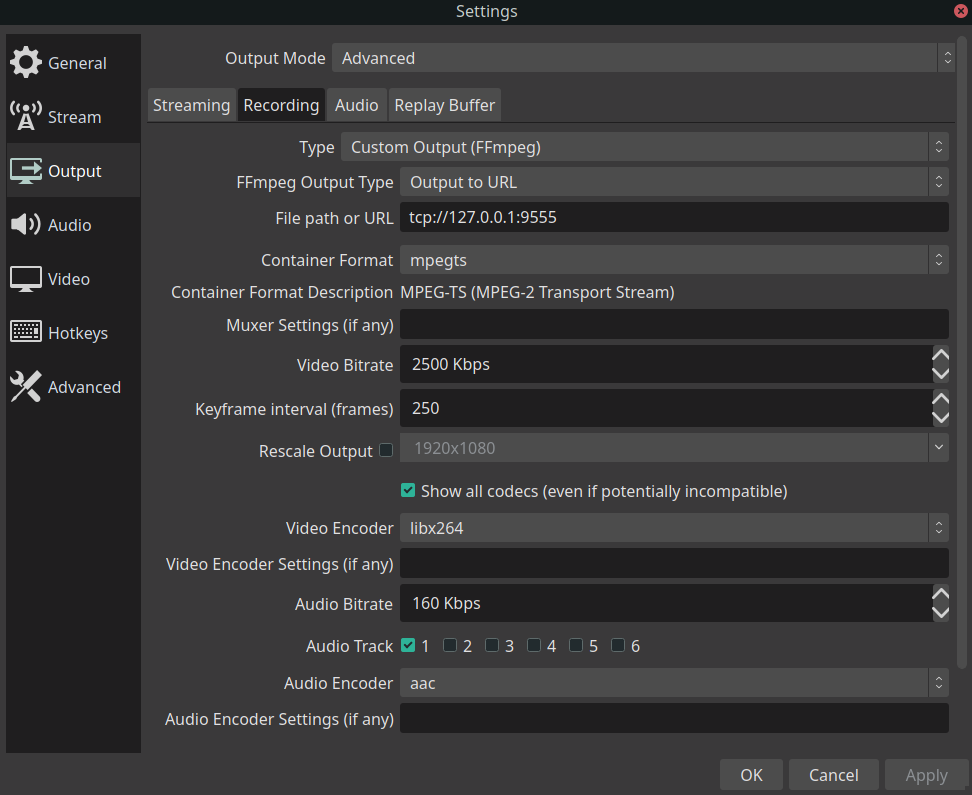 Settings
General
Stream
Output
Audio
Video
Hotkeys
Advanced
Output Mode Advanced
Streaming Recording Audio Replay Buffer
Type Custom Output (FFmpeg)
FFmpeg Output Type Output to URL
File path or URL tcp://127.0.0.1:9555
Container Format mpegts
Container Format Description MPEG-TS (MPEG-2 Transport Stream)
Muxer Settings (if any)
Video Bitrate 2500 Kbps
Keyframe interval (frames) 250
Rescale Output 1920x1080
Show all codecs (even if potentially incompatible)
Video Encoder libx264
Video Encoder Settings (if any)
Audio Bitrate 160 Kbps
Audio Track 1 2 3 4 5 6
Audio Encoder aac
Audio Encoder Settings (if any)
OK Cancel Apply